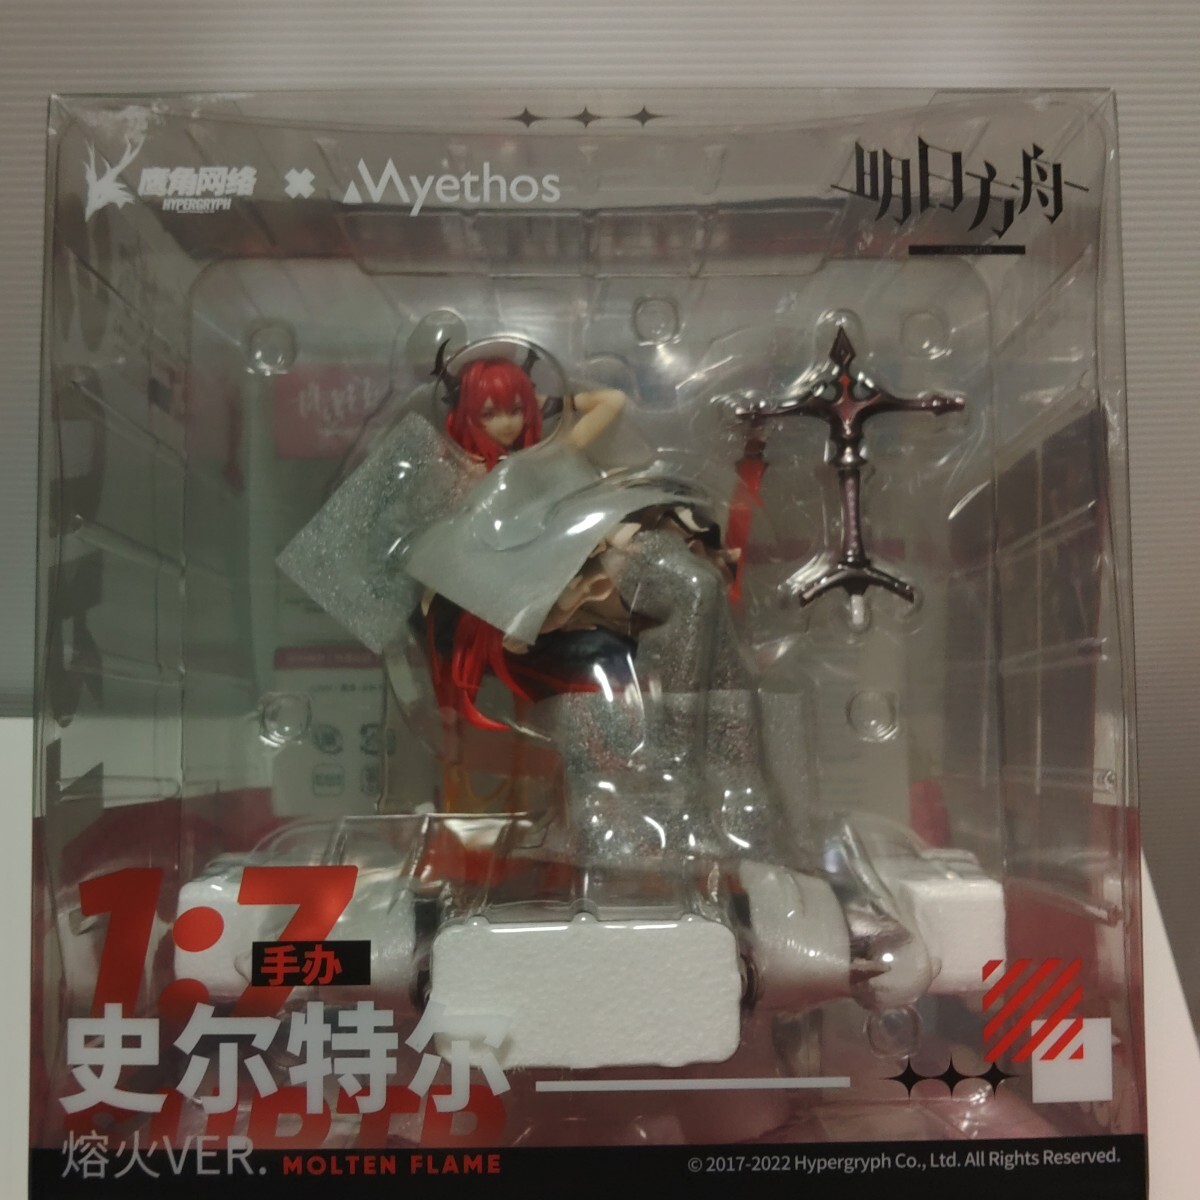 鹰角网络 × Myethos
HYPERGRYPH
明日方舟
1:7
手办
史尔特尔
SURTR
熔火VER. MOLTEN FLAME
© 2017-2022 Hypergryph Co., Ltd. All Rights Reserved.